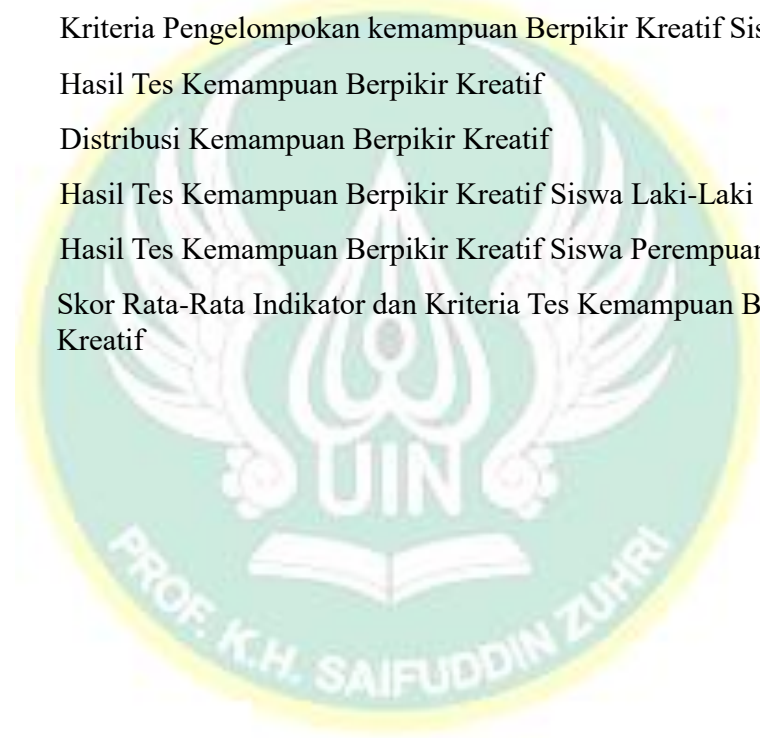 Kriteria Pengelompokan kemampuan Berpikir Kreatif
Hasil Tes Kemampuan Berpikir Kreatif
Distribusi Kemampuan Berpikir Kreatif
Hasil Tes Kemampuan Berpikir Kreatif Siswa Laki-Laki
Hasil Tes Kemampuan Berpikir Kreatif Siswa Perempuan
Skor Rata-Rata Indikator dan Kriteria Tes Kemampuan
Kreatif
UIN
PROF. K.H. SAIFUDDIN ZUHRI